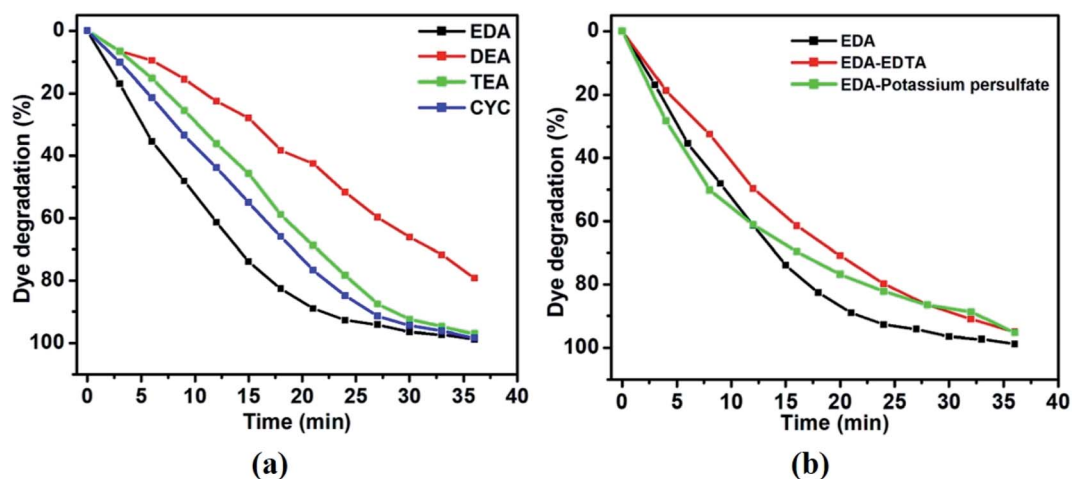 EDA
DEA
TEA
CYC
Dye degradation (%)
0
20
40
60
80
100
0 5 10 15 20 25 30 35 40
Time (min)
(a)
EDA
EDA-EDTA
EDA-Potassium persulfate
Dye degradation (%)
0
20
40
60
80
100
0 5 10 15 20 25 30 35 40
Time (min)
(b)